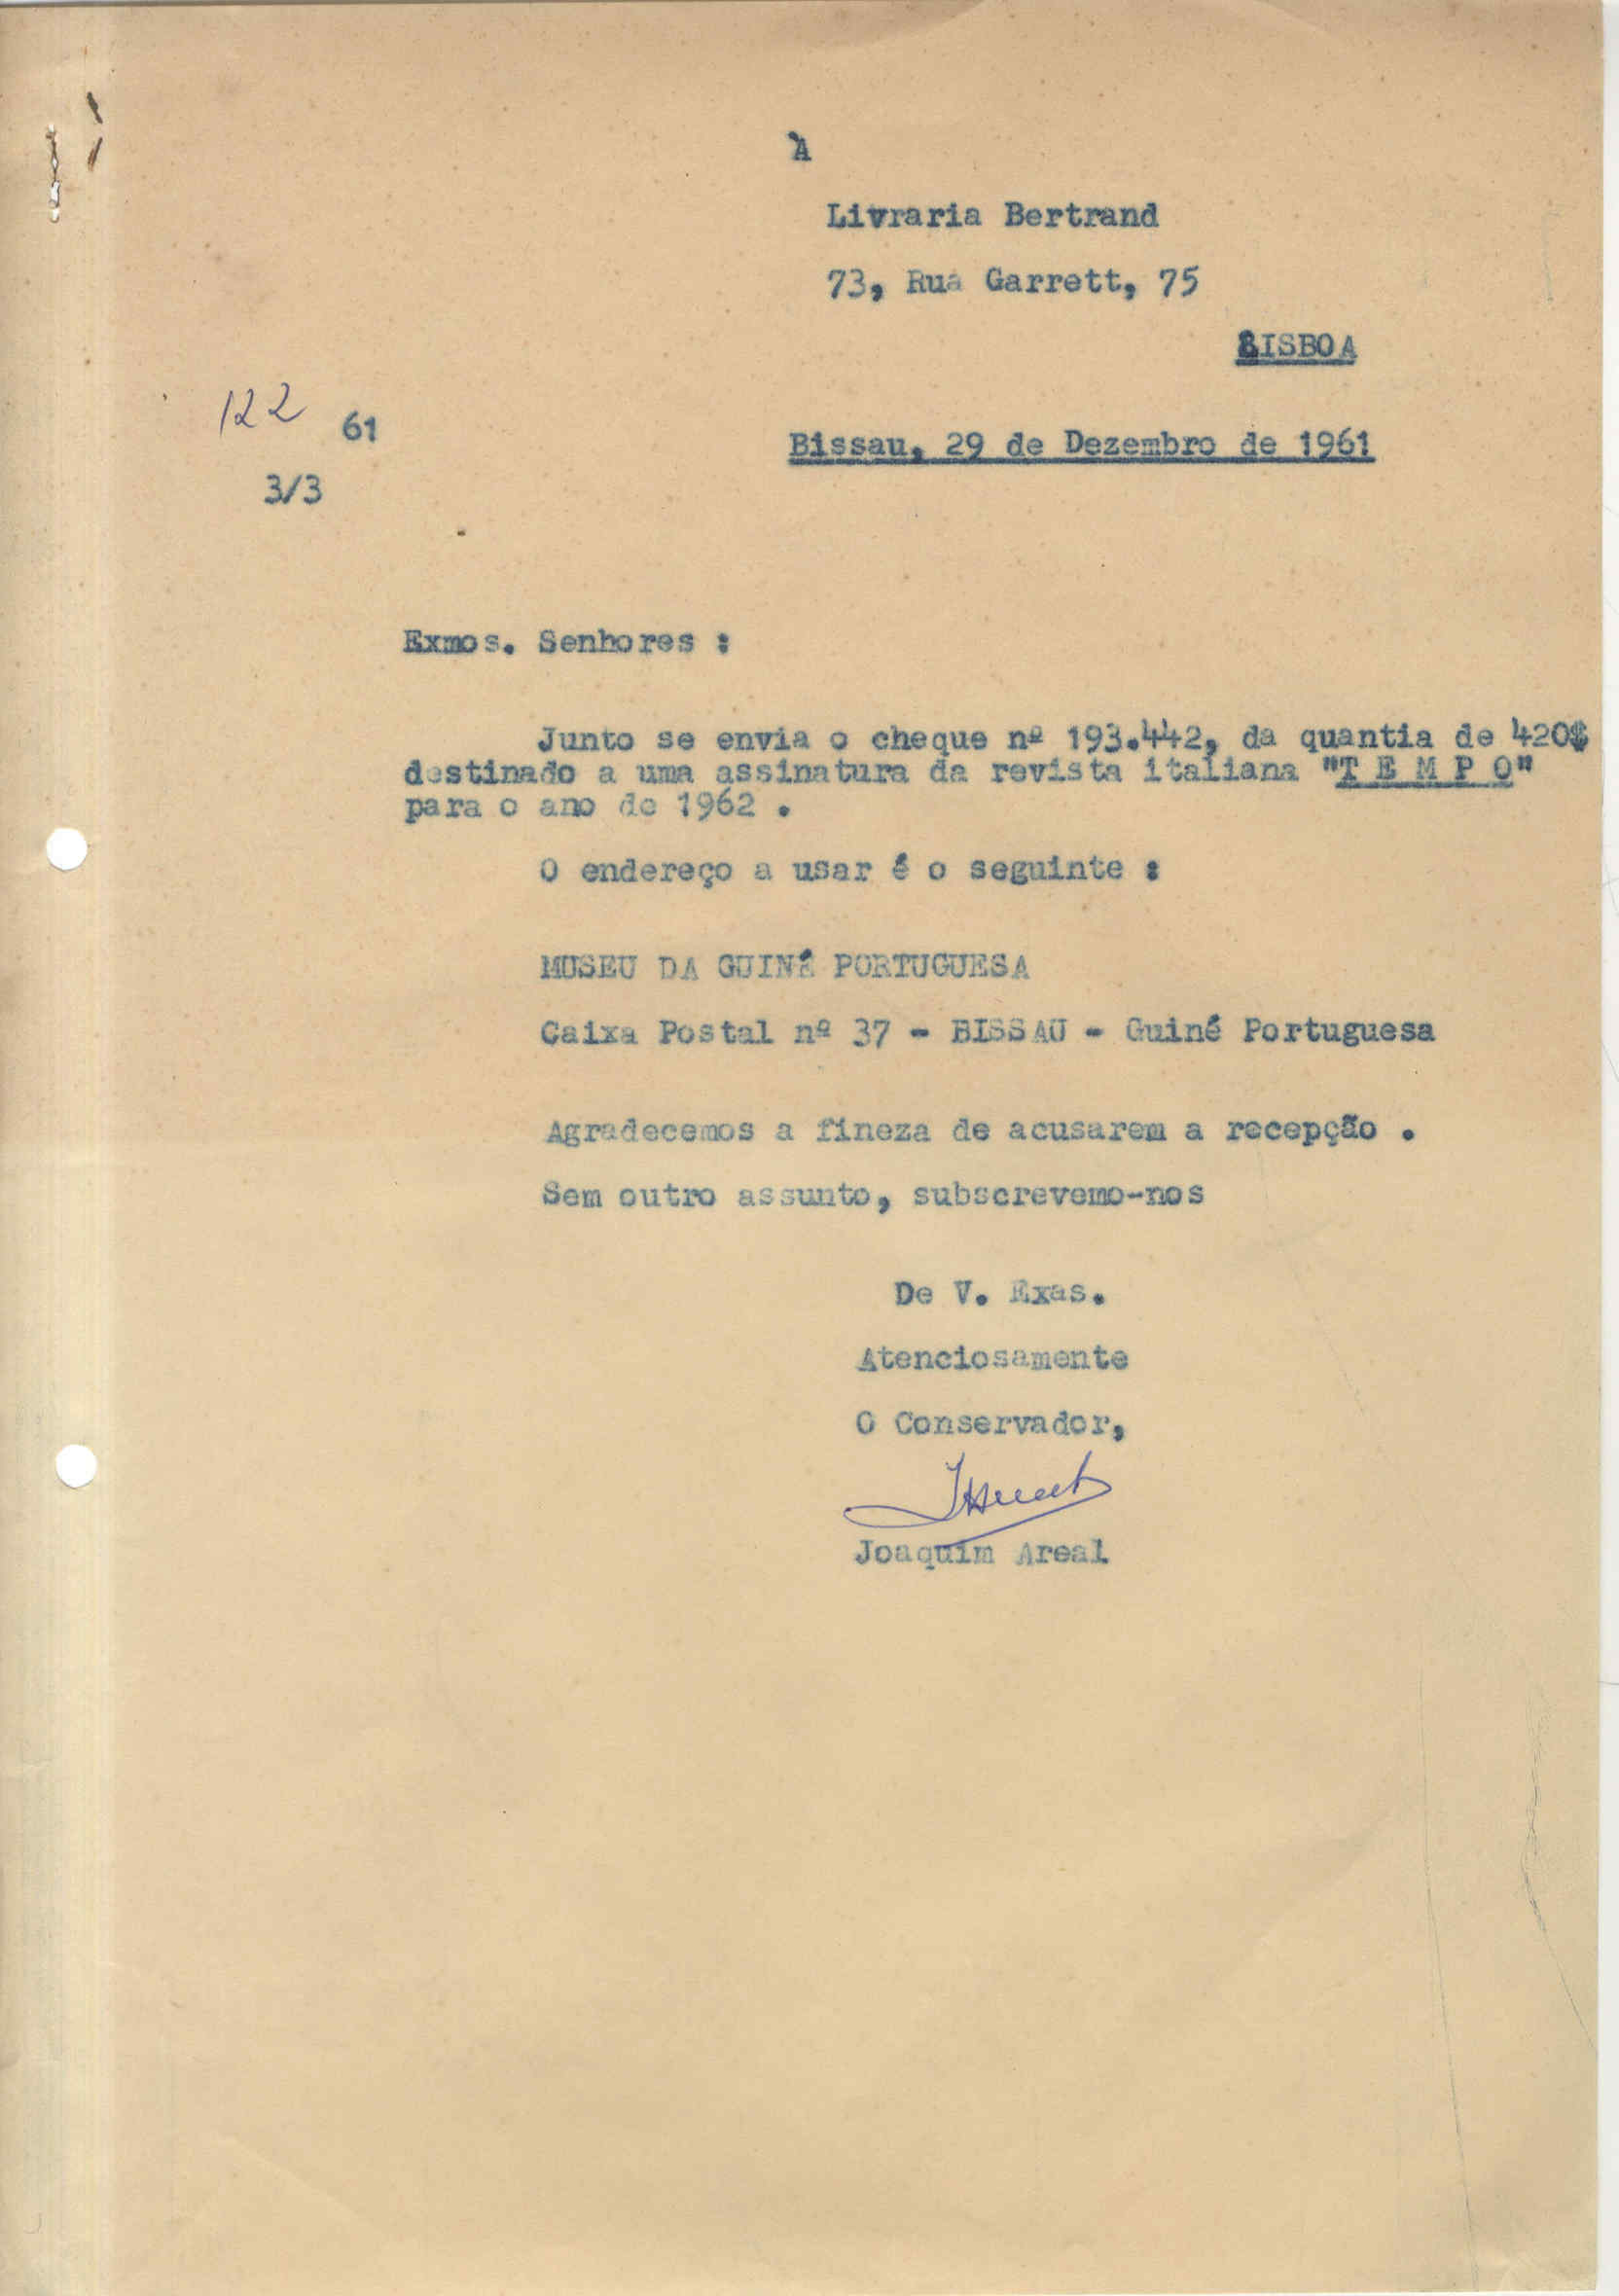 À
Livraria Bertrand
73, Rua Garrett, 75
LISBOA
122 61
Bissau, 29 de Dezembro de 1961
3/3
Exmos. Senhores :
Junto se envia o cheque nº 193.442, da quantia de 420$
destinado a uma assinatura da revista italiana "T E M P O"
para o ano de 1962 .
O endereço a usar é o seguinte :
MUSEU DA GUINÉ PORTUGUESA
Caixa Postal nº 37 - BISSAU - Guiné Portuguesa
Agradecemos a fineza de acusarem a recepção .
Sem outro assunto, subscrevemo-nos
De V. Exas.
Atenciosamente
O Conservador,
Joaquim Areal